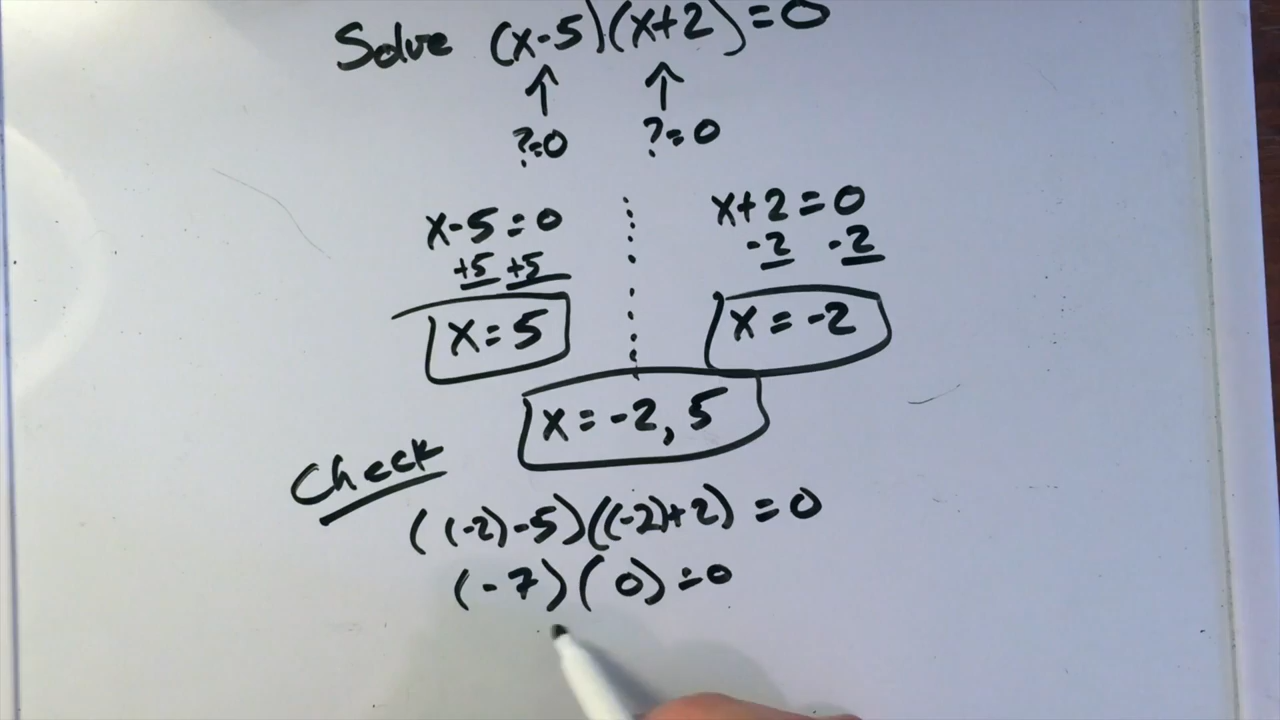 Solve (x-5)(x+2)=0
?=0 ?=0
x-5=0 x+2=0
+5 +5 -2 -2
x=5 x=-2
x=-2,5
Check
((-2)-5)((-2)+2)=0
(-7)(0)=0